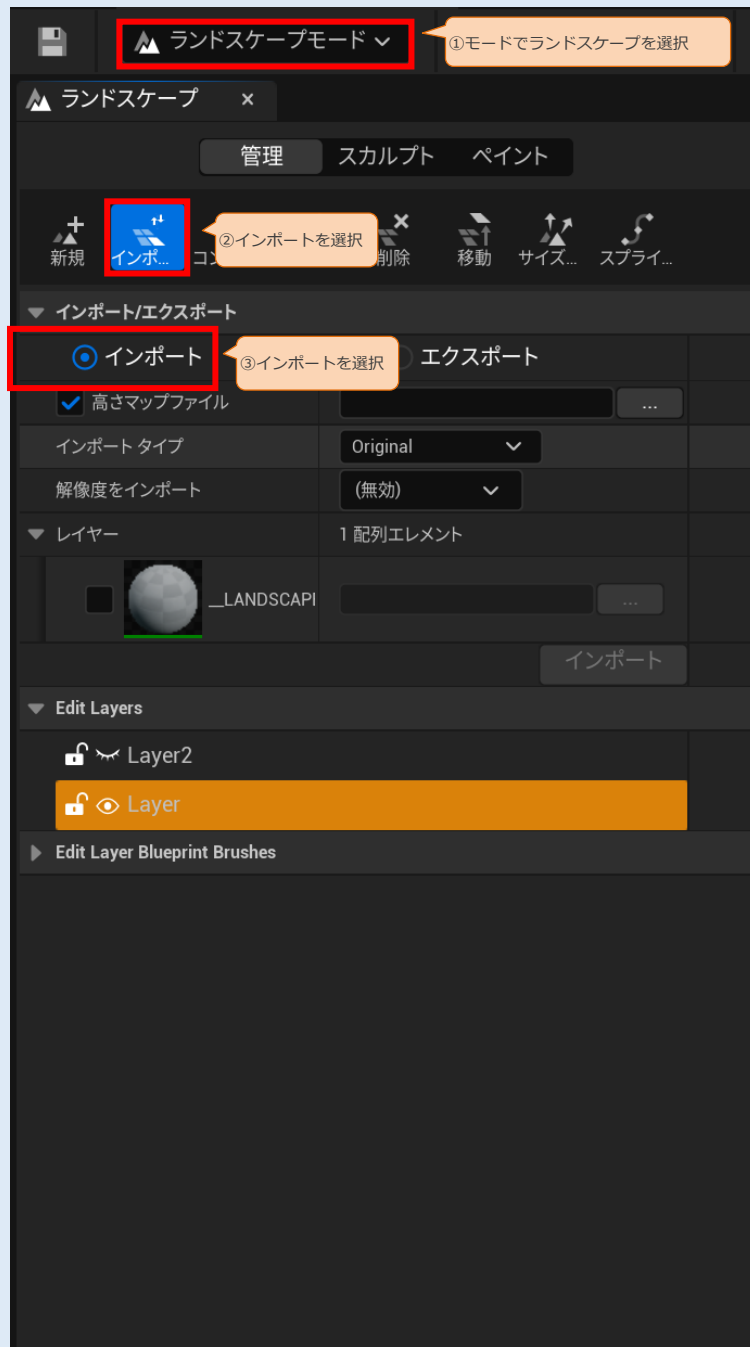 ランドスケープモード
①モードでランドスケープを選択
ランドスケープ ×
管理 スカルプト ペイント
新規 インポ... コン ②インポートを選択 削除 移動 サイズ... スプライ...
インポート/エクスポート
インポート ③インポートを選択 エクスポート
高さマップファイル ...
インポート タイプ Original
解像度をインポート (無効)
レイヤー 1 配列エレメント
__LANDSCAPI ...
インポート
Edit Layers
Layer2
Layer
Edit Layer Blueprint Brushes